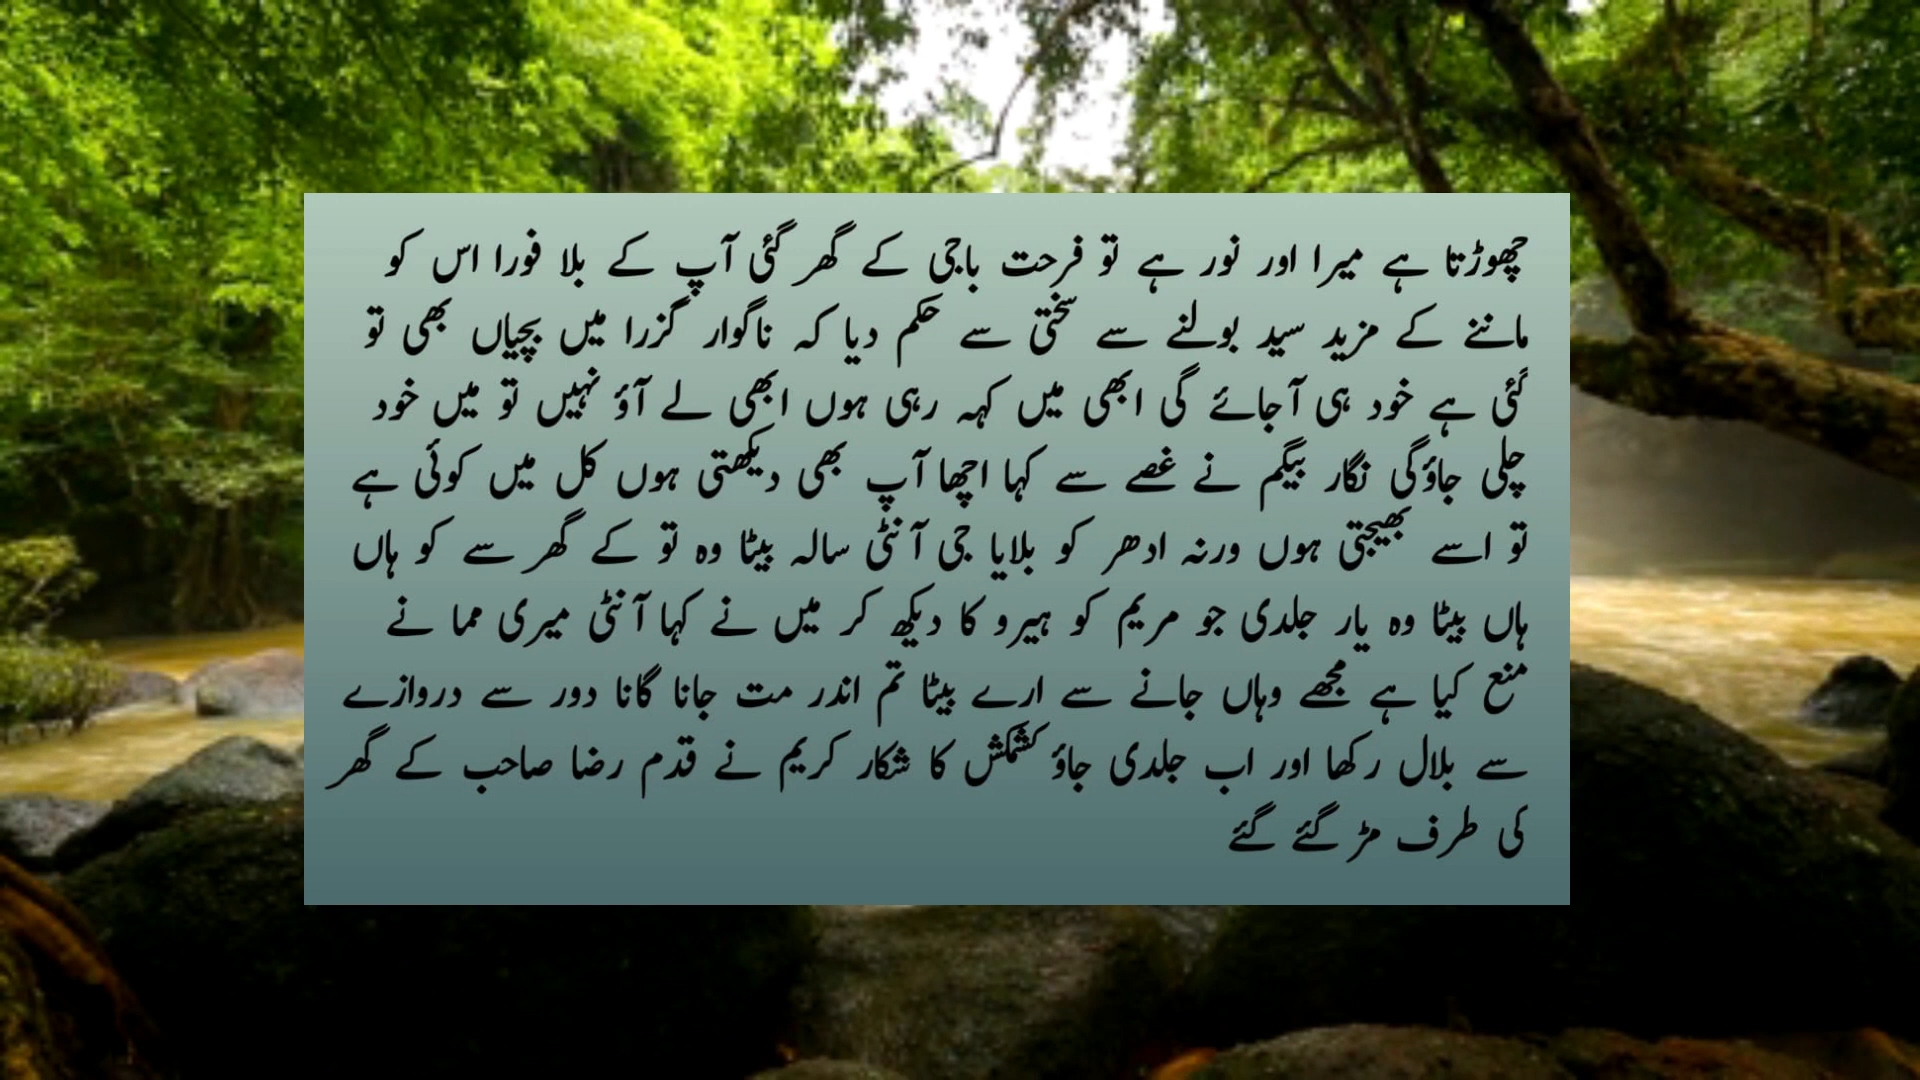 چھوڑتا ہے میرا اور نور ہے تو فرحت باجی کے گھر گئی آپ کے بلا فورا اس کو
ماننے کے مزید سید بولنے سے سختی سے حکم دیا کہ ناگوار گزرا میں بچیاں بھی تو
گئی ہے خود ہی آجائے گی ابھی میں کہہ رہی ہوں ابھی لے آؤ نہیں تو میں خود
چلی جاؤگی نگار بیگم نے غصے سے کہا اچھا آپ بھی دیکھتی ہوں کل میں کوئی ہے
تو اسے بھیجتی ہوں ورنہ ادھر کو بلایا جی آنٹی سالہ بیٹا وہ تو کے گھر سے کو ہاں
ہاں بیٹا وہ یار جلدی جو مریم کو ہیرو کا دیکھ کر میں نے کہا آنٹی میری مما نے
منع کیا ہے مجھے وہاں جانے سے ارے بیٹا تم اندر مت جانا گانا دور سے دروازے
سے بلال رکھا اور اب جلدی جاؤ کشمکش کا شکار کریم نے قدم رضا صاحب کے گھر
کی طرف مڑ گئے گئے